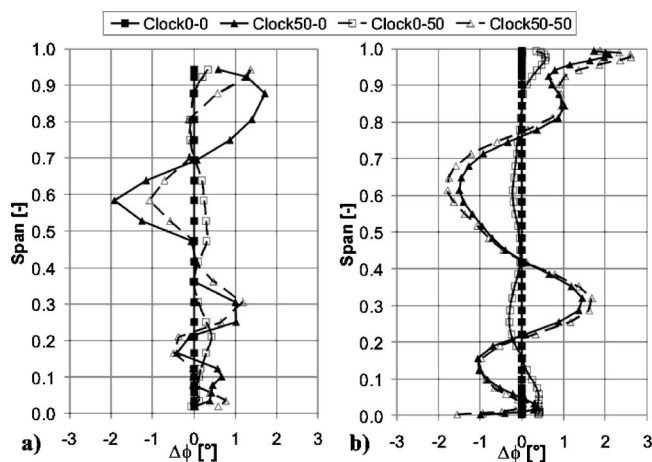 Clock0-0 Clock50-0 Clock0-50 Clock50-50
1.0 1.0
0.9 0.9
0.8 0.8
0.7 0.7
0.6 0.6
Span [-] Span [-]
0.5 0.5
0.4 0.4
0.3 0.3
0.2 0.2
0.1 0.1
0.0 0.0
-3 -2 -1 0 1 2 3 -3 -2 -1 0 1 2 3
a) Δϕ [°] b) Δϕ [°]